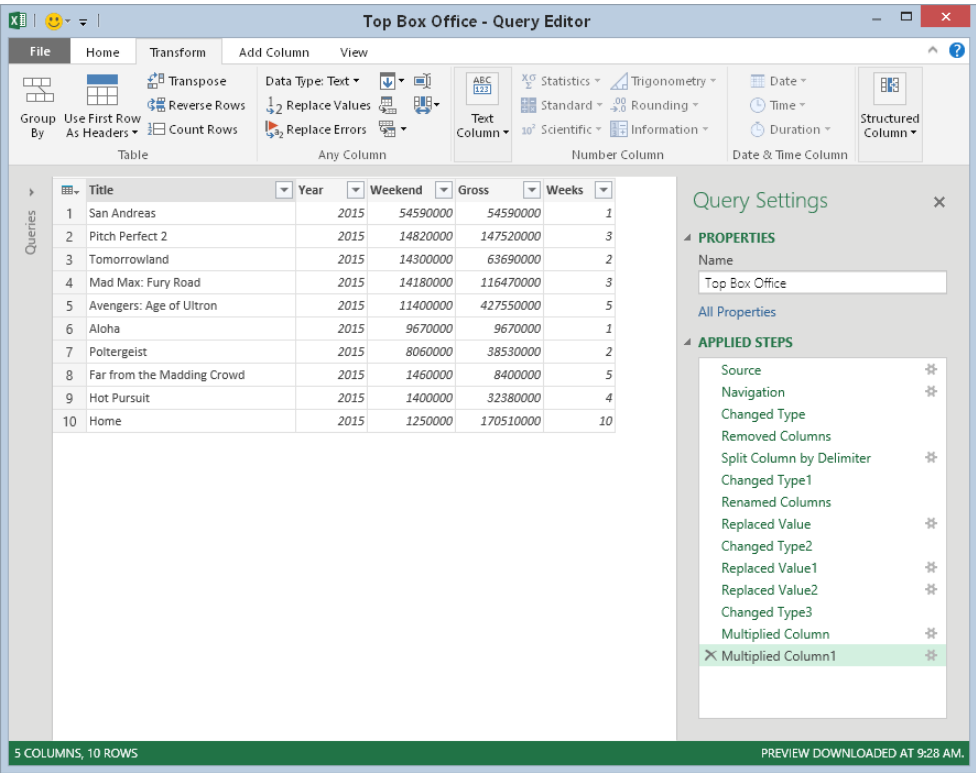 Top Box Office - Query Editor
File Home Transform Add Column View
Group By
Use First Row As Headers
Transpose
Reverse Rows
Count Rows
Table
Data Type: Text
1 2 Replace Values
Replace Errors
Any Column
ABC 123
Text Column
Χσ Σ Statistics
Standard
10² Scientific
Trigonometry
.00 →.0 Rounding
Information
Number Column
Date
Time
Duration
Date & Time Column
Structured Column
Queries
Title Year Weekend Gross Weeks
1 San Andreas 2015 54590000 54590000 1
2 Pitch Perfect 2 2015 14820000 147520000 3
3 Tomorrowland 2015 14300000 63690000 2
4 Mad Max: Fury Road 2015 14180000 116470000 3
5 Avengers: Age of Ultron 2015 11400000 427550000 5
6 Aloha 2015 9670000 9670000 1
7 Poltergeist 2015 8060000 38530000 2
8 Far from the Madding Crowd 2015 1460000 8400000 5
9 Hot Pursuit 2015 1400000 32380000 4
10 Home 2015 1250000 170510000 10
Query Settings
PROPERTIES
Name
Top Box Office
All Properties
APPLIED STEPS
Source
Navigation
Changed Type
Removed Columns
Split Column by Delimiter
Changed Type1
Renamed Columns
Replaced Value
Changed Type2
Replaced Value1
Replaced Value2
Changed Type3
Multiplied Column
Multiplied Column1
5 COLUMNS, 10 ROWS
PREVIEW DOWNLOADED AT 9:28 AM.